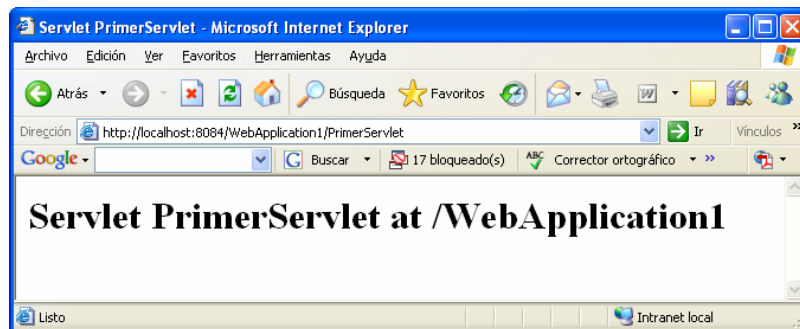 Servlet PrimerServlet - Microsoft Internet Explorer
Archivo Edición Ver Favoritos Herramientas Ayuda
Atrás Búsqueda Favoritos W
Dirección http://localhost:8084/WebApplication1/PrimerServlet Ir Vínculos »
Google G Buscar 17 bloqueado(s) ABC Corrector ortográfico »
Servlet PrimerServlet at /WebApplication1
Listo Intranet local